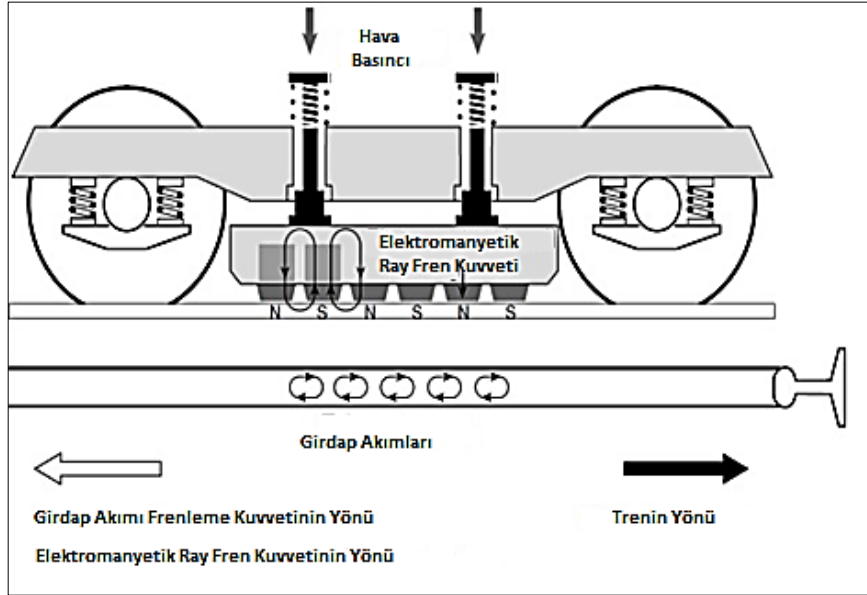 Hava
Basıncı
Elektromanyetik
Ray Fren Kuvveti
N S N S N S
Girdap Akımları
Girdap Akımı Frenleme Kuvvetinin Yönü
Trenin Yönü
Elektromanyetik Ray Fren Kuvvetinin Yönü